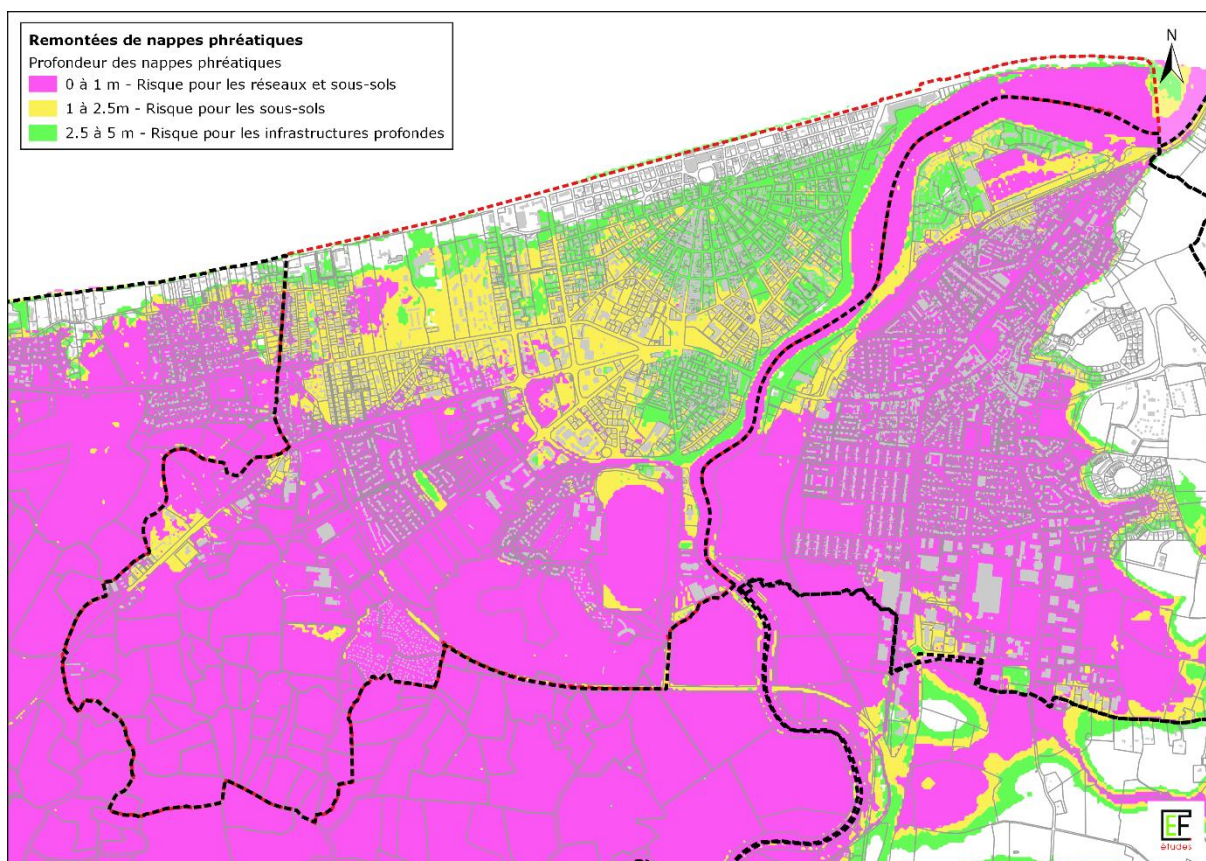 Remontées de nappes phréatiques
Profondeur des nappes phréatiques
0 à 1 m - Risque pour les réseaux et sous-sols
1 à 2.5m - Risque pour les sous-sols
2.5 à 5 m - Risque pour les infrastructures profondes
N
EF
études